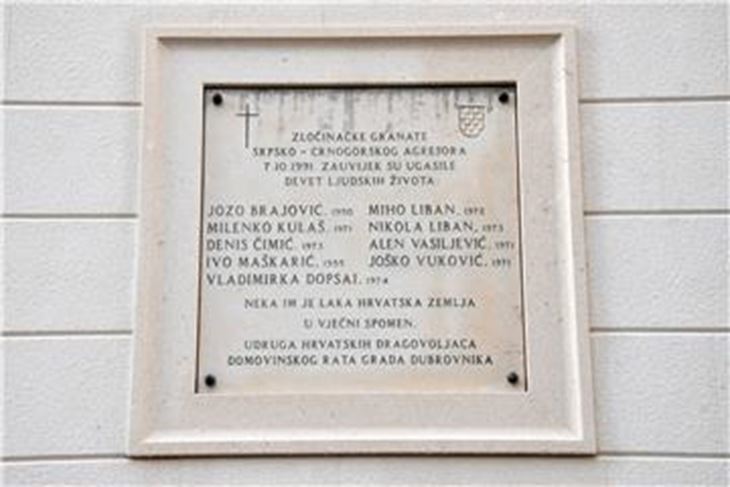 ZLOČINAČKE GRANATE
SRPSKO - CRNOGORSKOG AGRESORA
7.10.1991. ZAUVIJEK SU UGASILE
DEVET LJUDSKIH ŽIVOTA:
JOZO BRAJOVIĆ, 1950 MIHO LIBAN, 1972
MILENKO KULAŠ, 1971 NIKOLA LIBAN, 1973
DENIS ČIMIĆ, 1973 ALEN VASILJEVIĆ, 1971
IVO MAŠKARIĆ, 1955 JOŠKO VUKOVIĆ, 1971
VLADIMIRKA DOPSAJ, 1974
NEKA IM JE LAKA HRVATSKA ZEMLJA
U VJEČNI SPOMEN,
UDRUGA HRVATSKIH DRAGOVOLJACA
DOMOVINSKOG RATA GRADA DUBROVNIKA